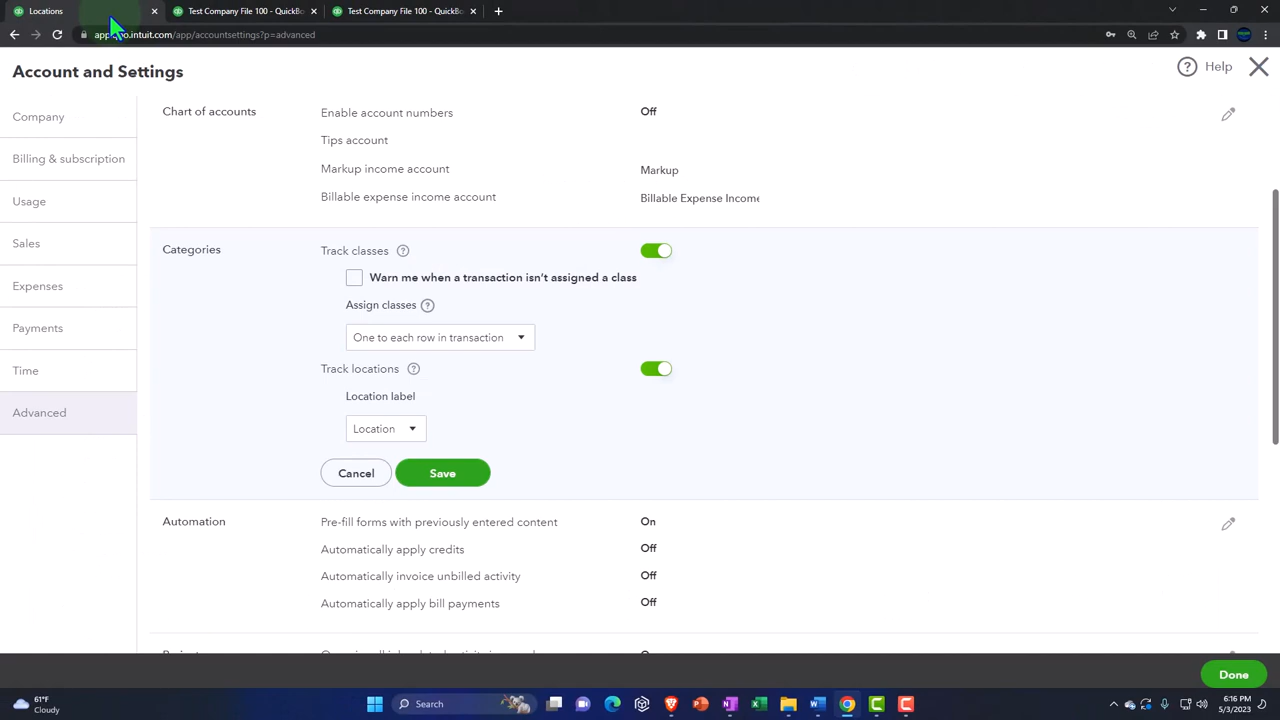 Locations
Test Company File 100 - QuickBo
Test Company File 100 - QuickBo
.intuit.com/app/accountsettings?p=advanced
Account and Settings
Help
Company
Billing & subscription
Usage
Sales
Expenses
Payments
Time
Advanced
Chart of accounts
Enable account numbers
Off
Tips account
Markup income account
Markup
Billable expense income account
Billable Expense Income
Categories
Track classes
Warn me when a transaction isn't assigned a class
Assign classes
One to each row in transaction
Track locations
Location label
Location
Cancel
Save
Automation
Pre-fill forms with previously entered content
On
Automatically apply credits
Off
Automatically invoice unbilled activity
Off
Automatically apply bill payments
Off
Done
61°F
Cloudy
Search
6:16 PM
5/3/2023